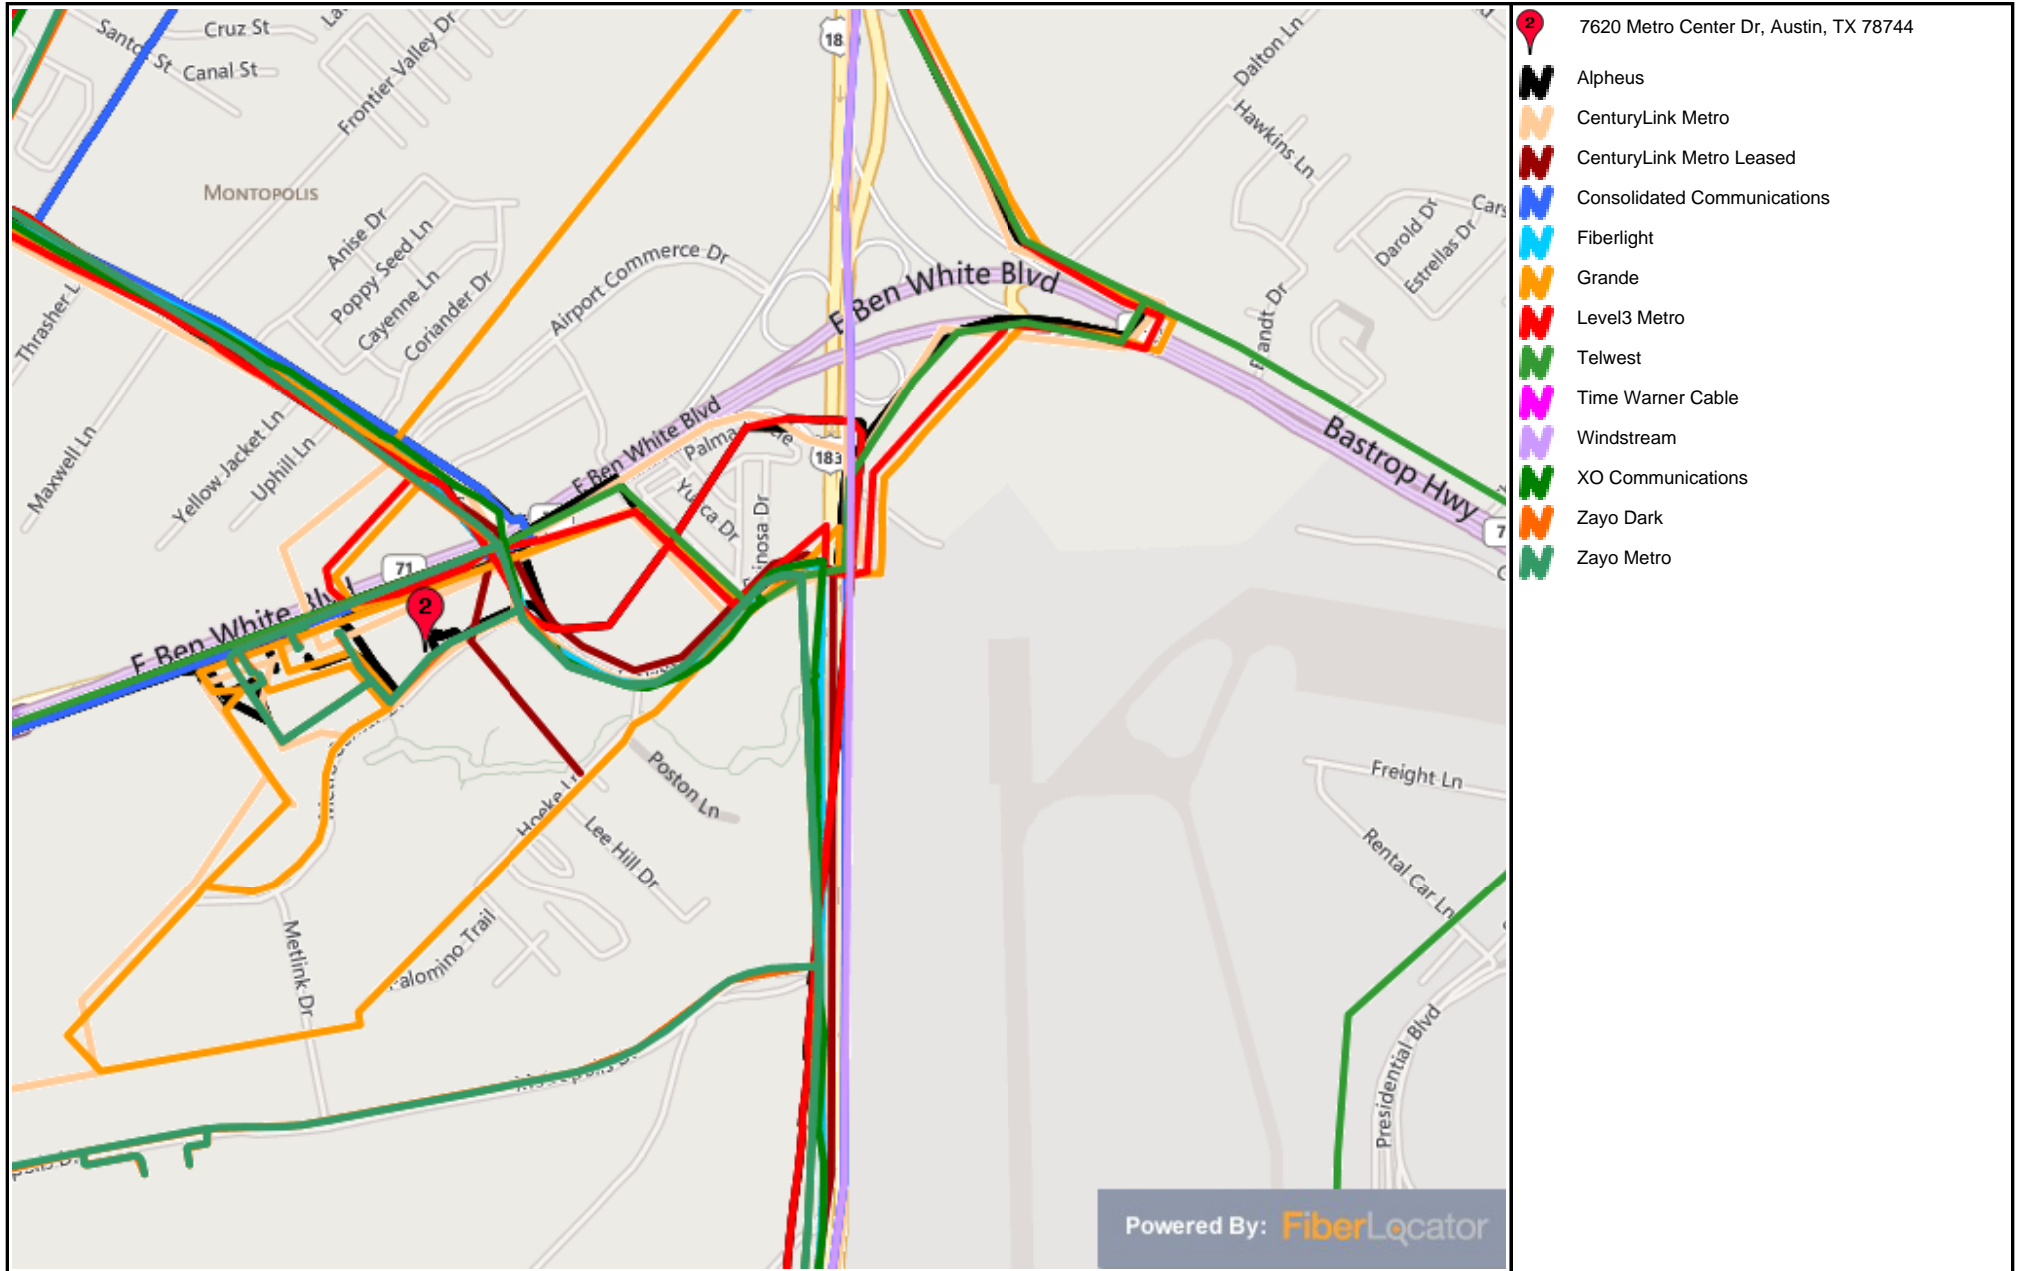 Cruz St
Canal St
Frontier Valley Dr
18
Dalton Ln
Hawkins Ln
MONTOPOLIS
Anise Dr
Poppy Seed Ln
Cayenne Ln
Coriander Dr
Airport Commerce Dr
E Ben White Blvd
Darold Dr
Estrellas Dr
Cars
Thrasher L
Maxwell Ln
Yellow Jacket Ln
Uphill Ln
E Ben White Blvd
Palma
183
Yucca Dr
Bastrop Hwy
71
2
E Ben White Blvd
Poston Ln
Lee Hill Dr
Freight Ln
Rental Car Ln
Metlink Dr
Presidential Blvd
Powered By: FiberLocator
2 7620 Metro Center Dr, Austin, TX 78744
Alpheus
CenturyLink Metro
CenturyLink Metro Leased
Consolidated Communications
Fiberlight
Grande
Level3 Metro
Telwest
Time Warner Cable
Windstream
XO Communications
Zayo Dark
Zayo Metro